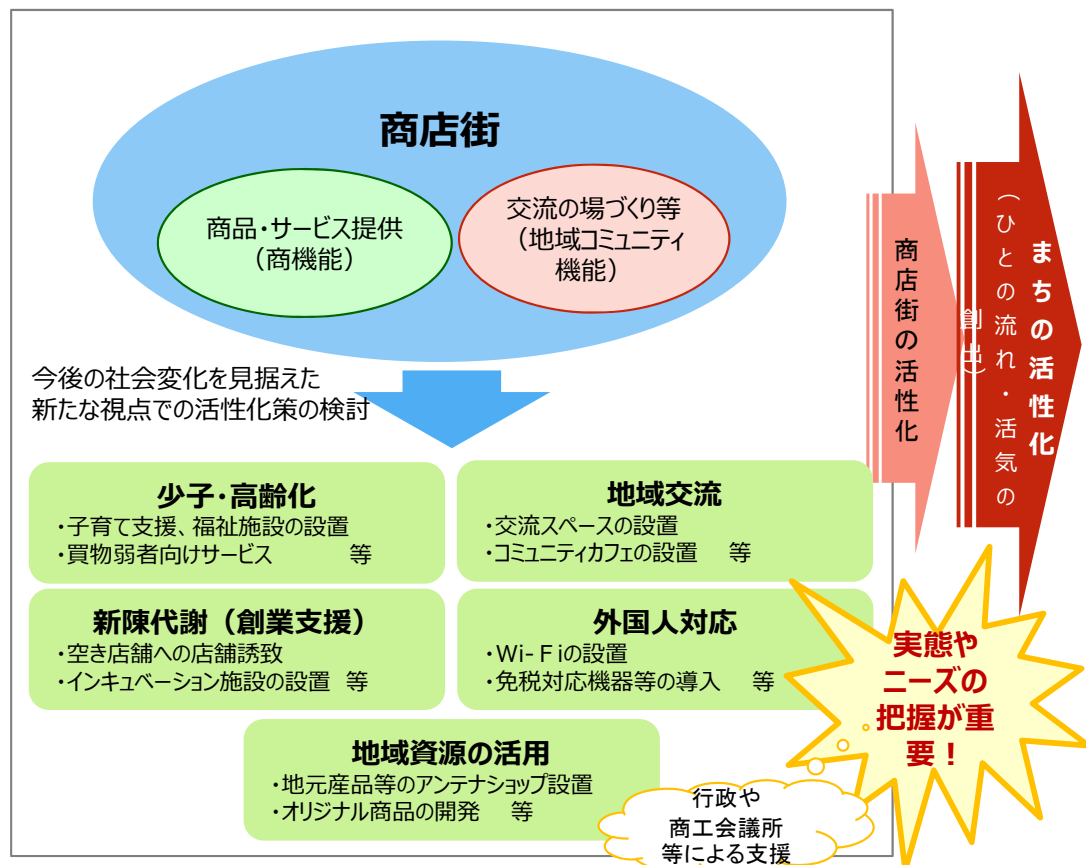 商店街
商品・サービス提供
（商機能）
交流の場づくり等
（地域コミュニティ
機能）
今後の社会変化を見据えた
新たな視点での活性化策の検討
少子・高齢化
・子育て支援、福祉施設の設置
・買物弱者向けサービス　　　等
地域交流
・交流スペースの設置
・コミュニティカフェの設置　等
新陳代謝（創業支援）
・空き店舗への店舗誘致
・インキュベーション施設の設置 等
外国人対応
・Wi-Ｆiの設置
・免税対応機器等の導入　等
地域資源の活用
・地元産品等のアンテナショップ設置
・オリジナル商品の開発　等
行政や
商工会議所
等による支援
実態や
ニーズの
把握が重
要！
商店街の活性化
まちの活性化
（ひとの流れ・活気の
創出）